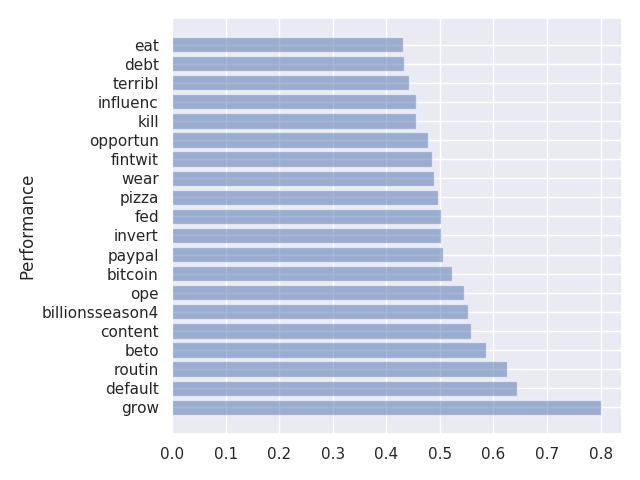 eat
debt
terribl
influenc
kill
opportun
fintwit
wear
pizza
fed
invert
paypal
bitcoin
ope
billionsseason4
content
beto
routin
default
grow
Performance
0.0 0.1 0.2 0.3 0.4 0.5 0.6 0.7 0.8